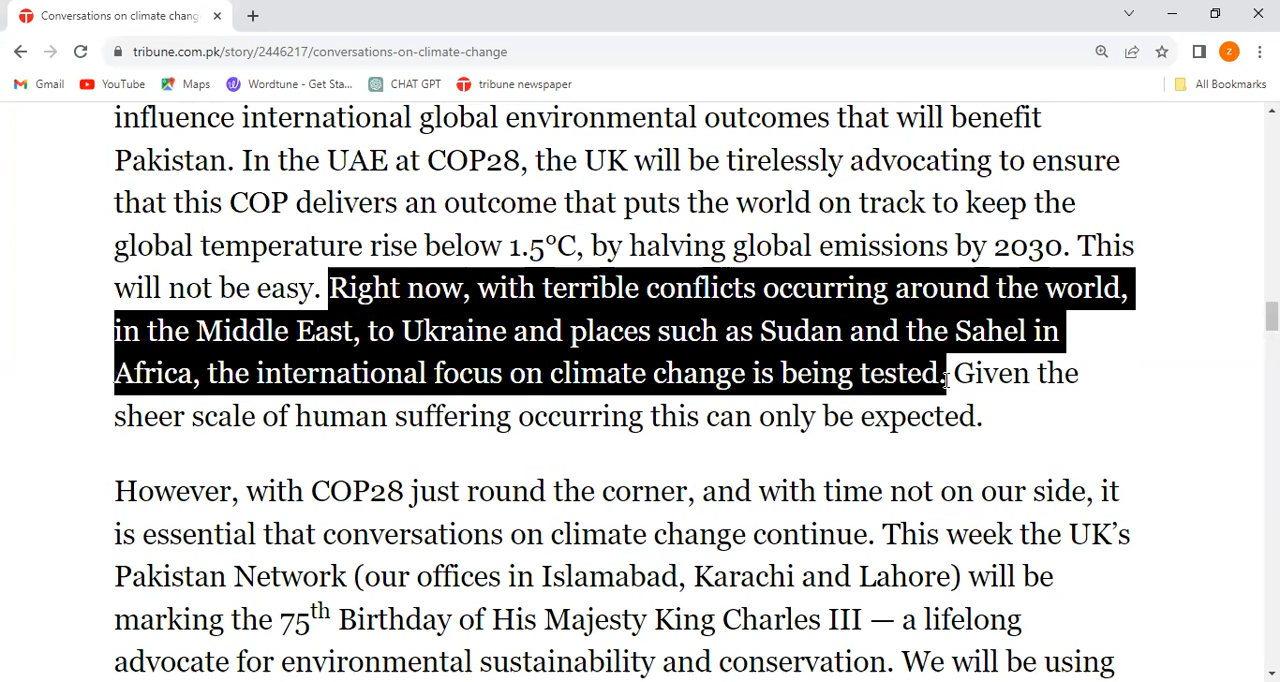 Conversations on climate chang
tribune.com.pk/story/2446217/conversations-on-climate-change
z
Gmail YouTube Maps Wordtune - Get Sta... CHAT GPT tribune newspaper All Bookmarks
influence international global environmental outcomes that will benefit
Pakistan. In the UAE at COP28, the UK will be tirelessly advocating to ensure
that this COP delivers an outcome that puts the world on track to keep the
global temperature rise below 1.5°C, by halving global emissions by 2030. This
will not be easy. Right now, with terrible conflicts occurring around the world,
in the Middle East, to Ukraine and places such as Sudan and the Sahel in
Africa, the international focus on climate change is being tested. Given the
sheer scale of human suffering occurring this can only be expected.
However, with COP28 just round the corner, and with time not on our side, it
is essential that conversations on climate change continue. This week the UK’s
Pakistan Network (our offices in Islamabad, Karachi and Lahore) will be
marking the 75th Birthday of His Majesty King Charles III — a lifelong
advocate for environmental sustainability and conservation. We will be using